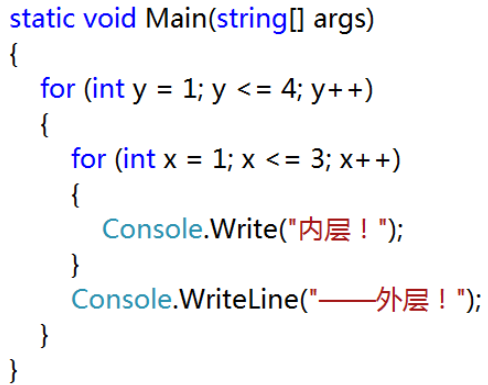 static void Main(string[] args)
{
for (int y = 1; y <= 4; y++)
{
for (int x = 1; x <= 3; x++)
{
Console.Write("内层！");
}
Console.WriteLine("——外层！");
}
}